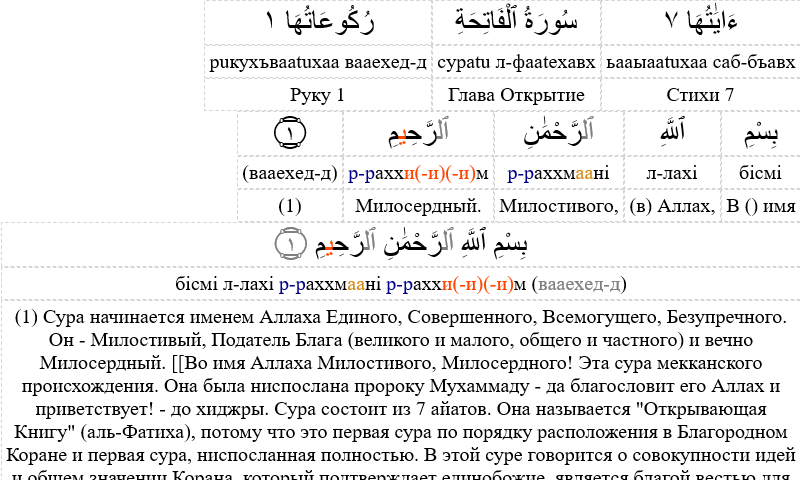 ءَايَٰتُهَا ٧ سُورَةُ ٱلْفَاتِحَةِ رُكُوعَاتُهَا ١
рukухъвааtuхаа вааехед-д сураtu л-фааtехавх ьааыааtuхаа саб-бъавх
Руку 1 Глава Открытие Стихи 7
بِسْمِ ٱللَّهِ ٱلرَّحْمَٰنِ ٱلرَّحِيمِ ١
(вааехед-д) р-раххи(-и)(-и)м р-раххмаані л-лахі бісмі
(1) Милосердный. Милостивого, (в) Аллах, В () имя
بِسْمِ ٱللَّهِ ٱلرَّحْمَٰنِ ٱلرَّحِيمِ ١
бісмі л-лахі р-раххмаані р-раххи(-и)(-и)м (вааехед-д)
(1) Сура начинается именем Аллаха Единого, Совершенного, Всемогущего, Безупречного.
Он - Милостивый, Податель Блага (великого и малого, общего и частного) и вечно
Милосердный. [[Во имя Аллаха Милостивого, Милосердного! Эта сура мекканского
происхождения. Она была ниспослана пророку Мухаммаду - да благословит его Аллах и
приветствует! - до хиджры. Сура состоит из 7 айатов. Она называется "Открывающая
Книгу" (аль-Фатиха), потому что это первая сура по порядку расположения в Благородном
Коране и первая сура, ниспосланная полностью. В этой суре говорится о совокупности идей
и общем значении Корана, который подтверждает единобожие, является благой вестью для